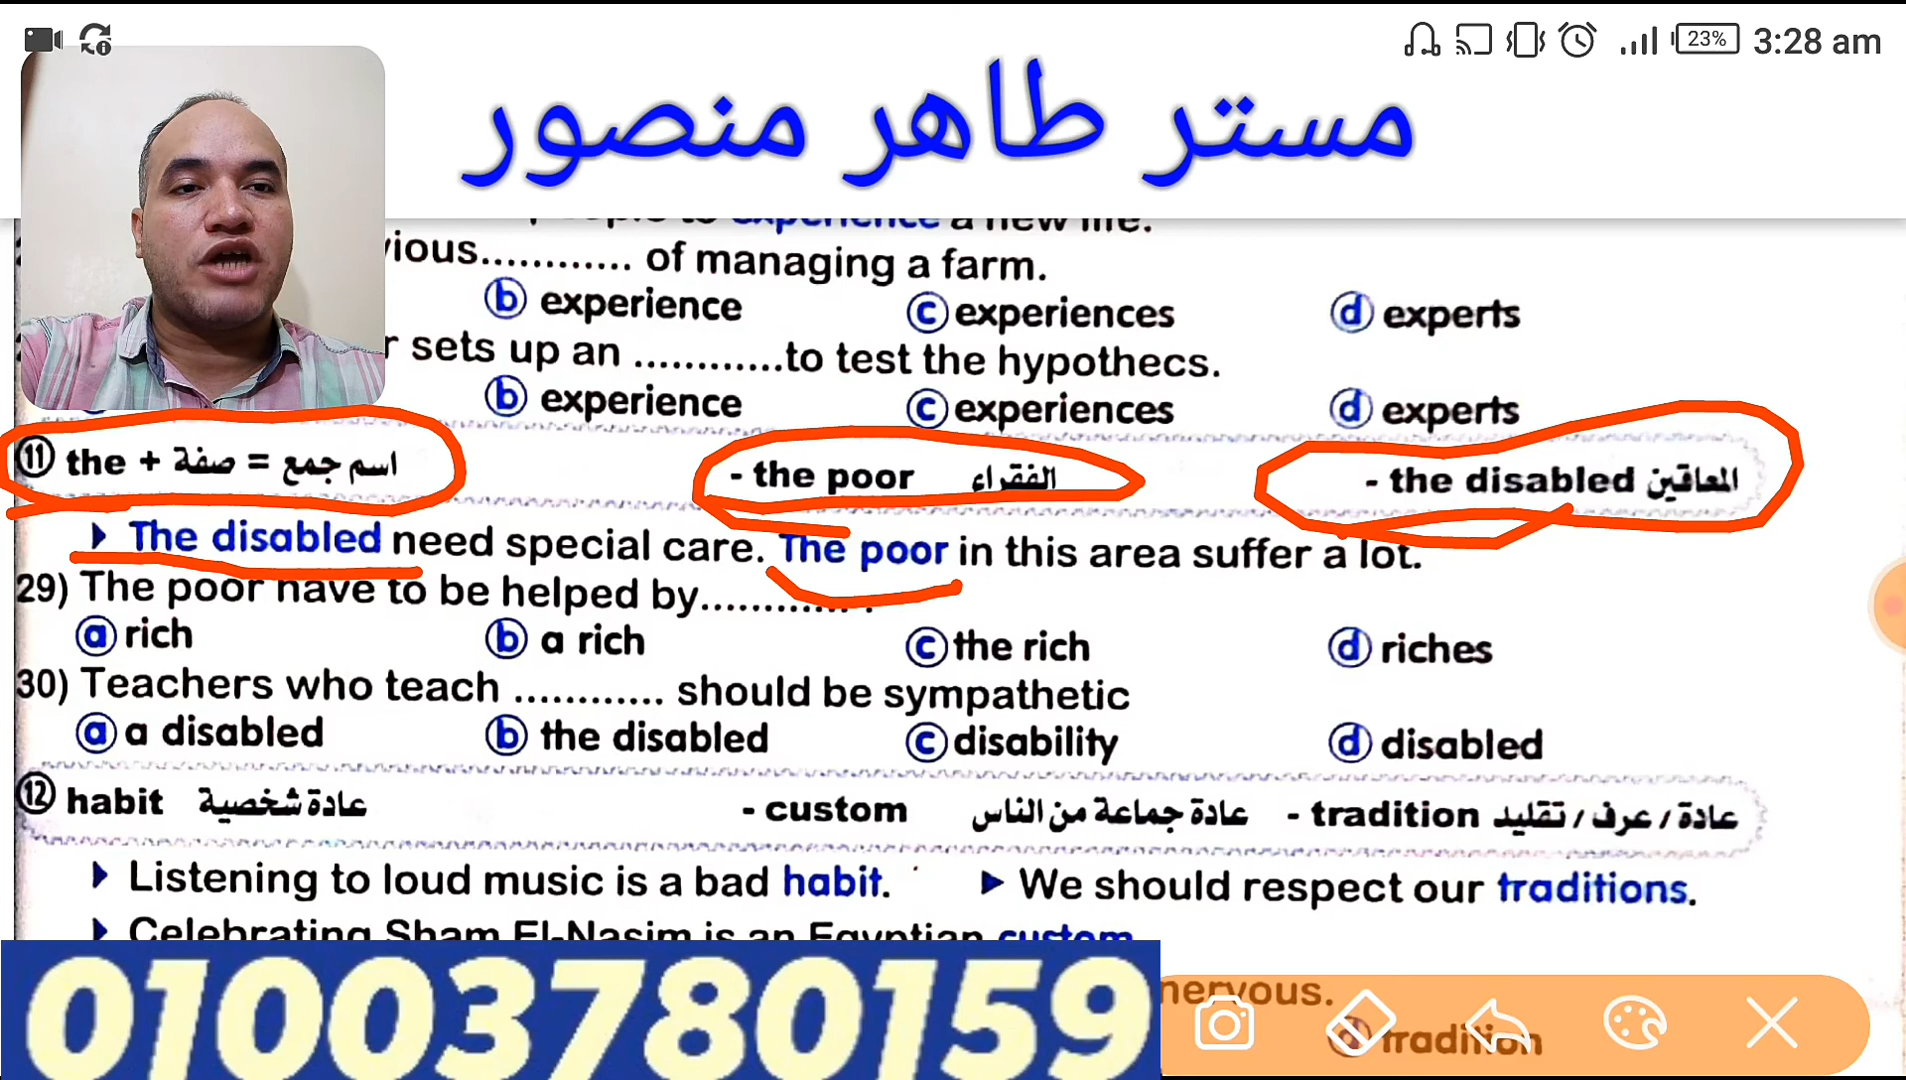 23% 3:28 am
مستر طاهر منصور
experience a new life.
vious............ of managing a farm.
b experience c experiences d experts
r sets up an ............to test the hypothecs.
b experience c experiences d experts
11 the + صفة = اسم جمع - the poor الفقراء - the disabled المعاقين
The disabled need special care. The poor in this area suffer a lot.
29) The poor have to be helped by............ .
a rich b a rich c the rich d riches
30) Teachers who teach ............ should be sympathetic
a a disabled b the disabled c disability d disabled
12 habit عادة شخصية - custom عادة جماعة من الناس - tradition عادة / عرف / تقليد
Listening to loud music is a bad habit. We should respect our traditions.
Celebrating Sham El-Nasim is an Egyptian custom
nervous.
d tradition
01003780159